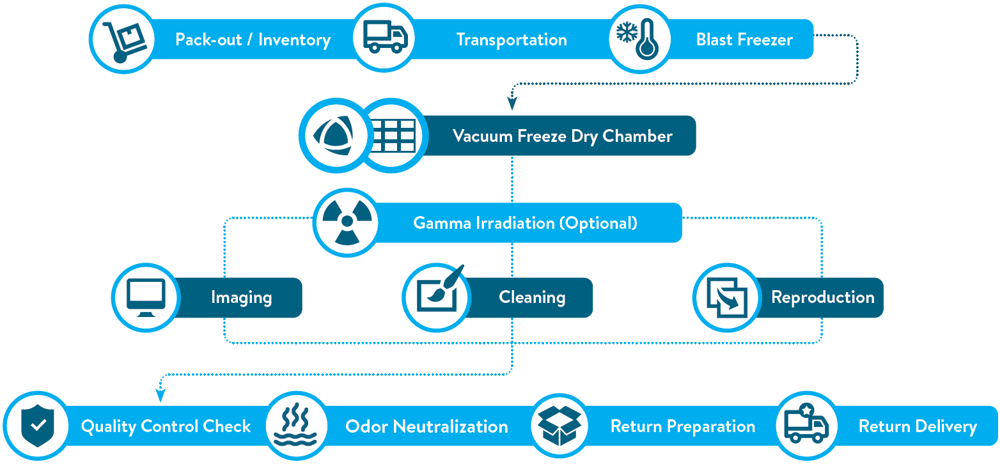 Pack-out / Inventory
Transportation
Blast Freezer
Vacuum Freeze Dry Chamber
Gamma Irradiation (Optional)
Imaging
Cleaning
Reproduction
Quality Control Check
Odor Neutralization
Return Preparation
Return Delivery